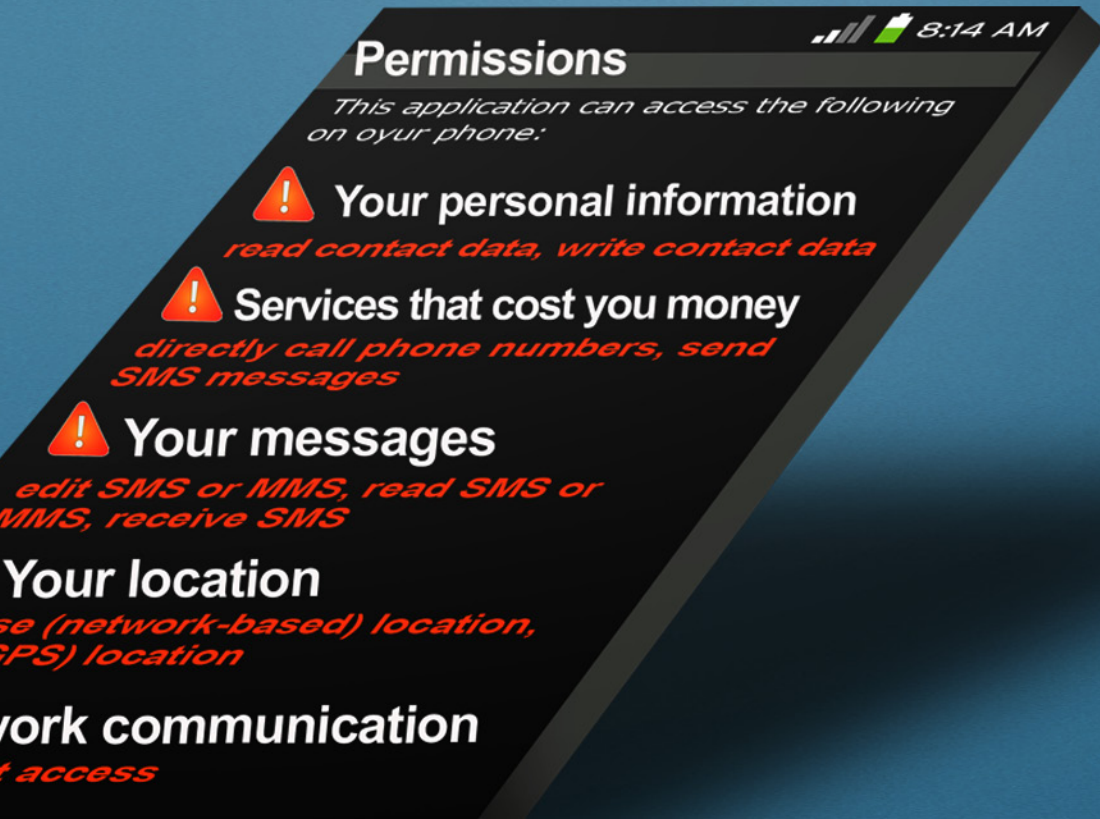 8:14 AM
Permissions
This application can access the following
on oyur phone:
! Your personal information
read contact data, write contact data
! Services that cost you money
directly call phone numbers, send
SMS messages
! Your messages
edit SMS or MMS, read SMS or
MMS, receive SMS
Your location
(network-based) location,
GPS) location
communication
access